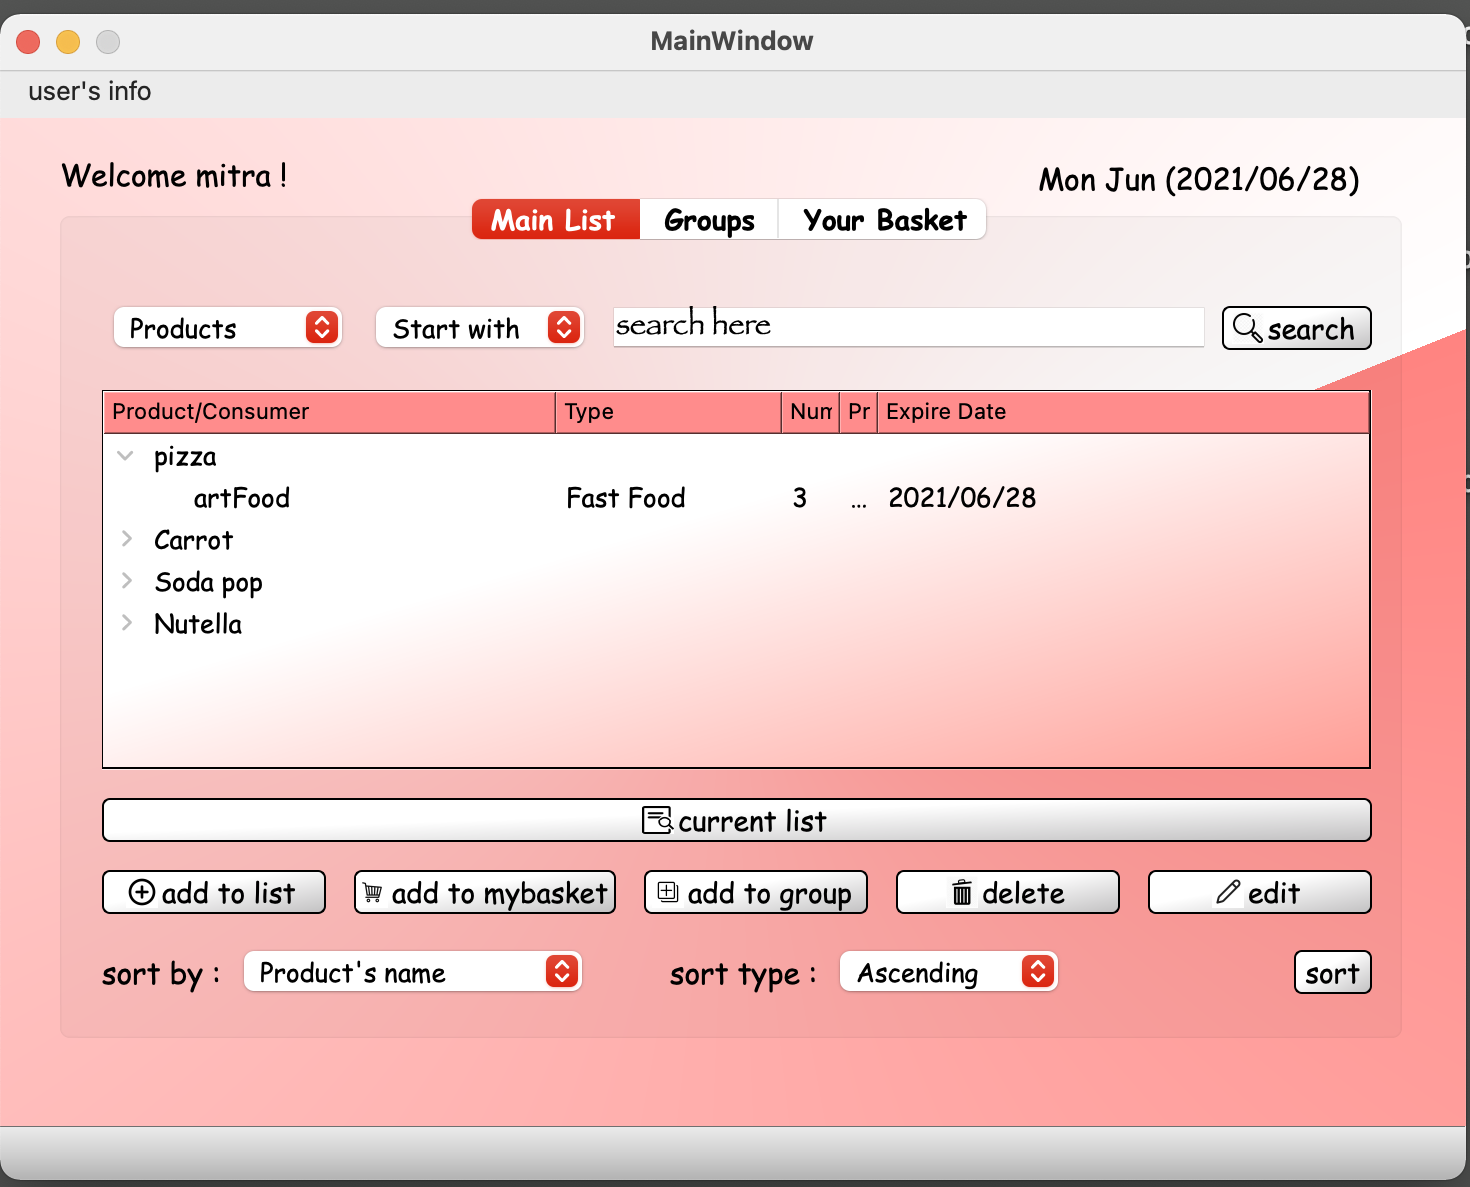 MainWindow
user's info
Welcome mitra !
Mon Jun (2021/06/28)
Main List Groups Your Basket
Products Start with search here search
Product/Consumer Type Num Pr Expire Date
pizza
artFood Fast Food 3 ... 2021/06/28
Carrot
Soda pop
Nutella
current list
add to list add to mybasket add to group delete edit
sort by : Product's name sort type : Ascending sort